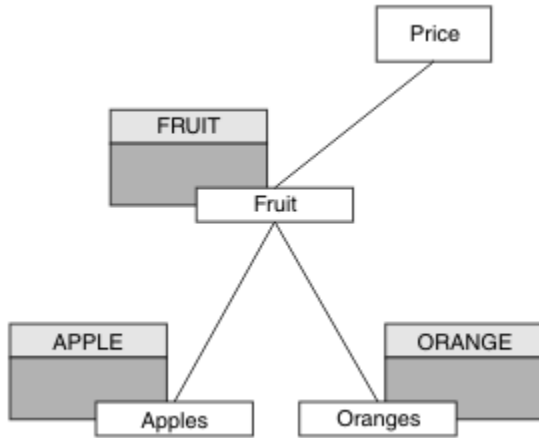 Price
FRUIT
Fruit
APPLE
ORANGE
Apples
Oranges